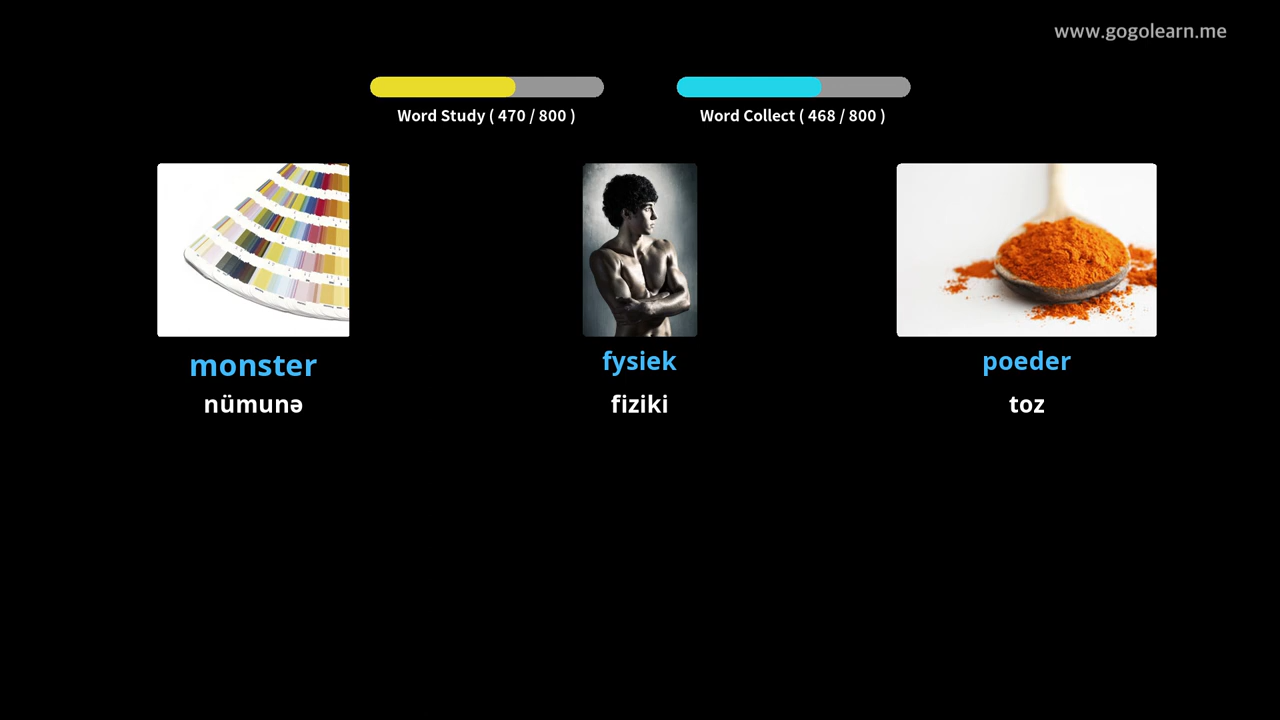 www.gogolearn.me
Word Study ( 470 / 800 )
Word Collect ( 468 / 800 )
monster
fysiek
poeder
nümunə
fiziki
toz